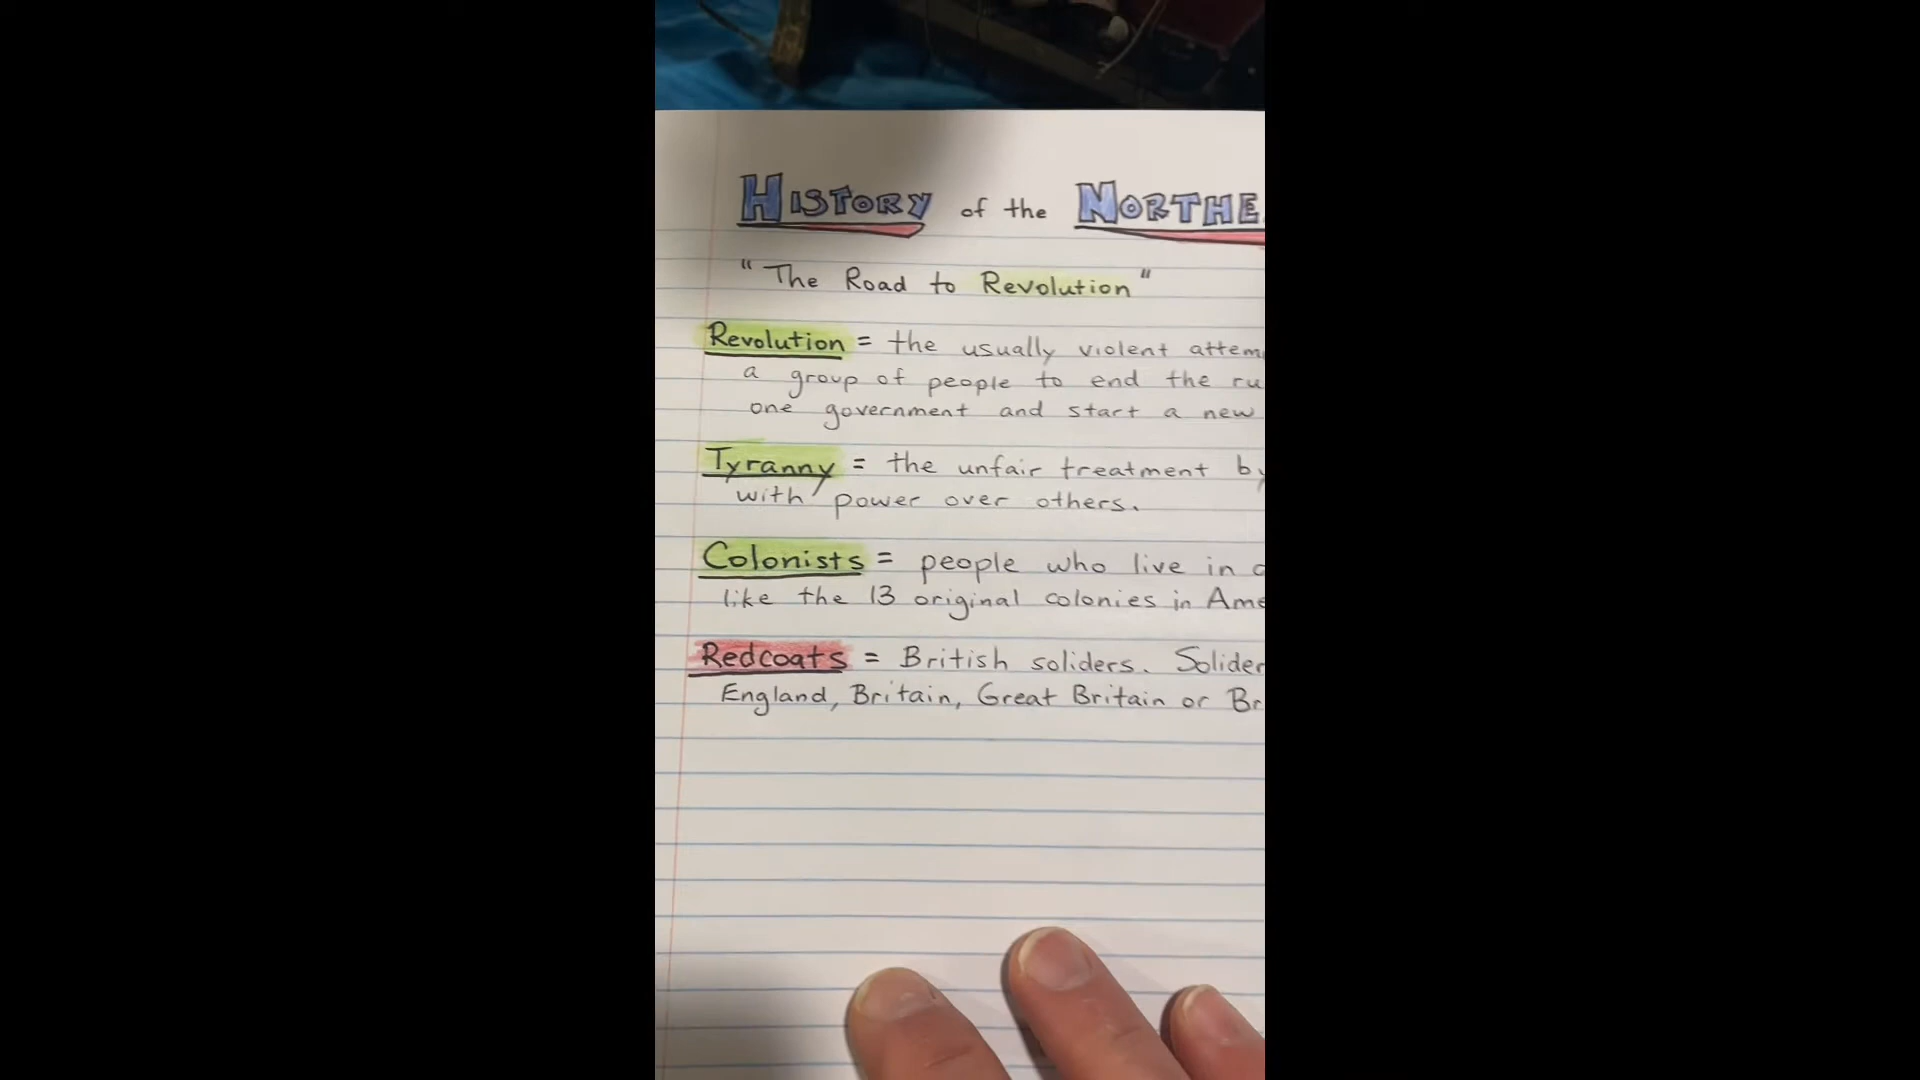 HISTORY of the NORTHE
"The Road to Revolution"
Revolution = the usually violent attem
a group of people to end the ru
one government and start a new
Tyranny = the unfair treatment by
with power over others.
Colonists = people who live in c
like the 13 original colonies in Ame
Redcoats = British soliders. Solider
England, Britain, Great Britain or Br